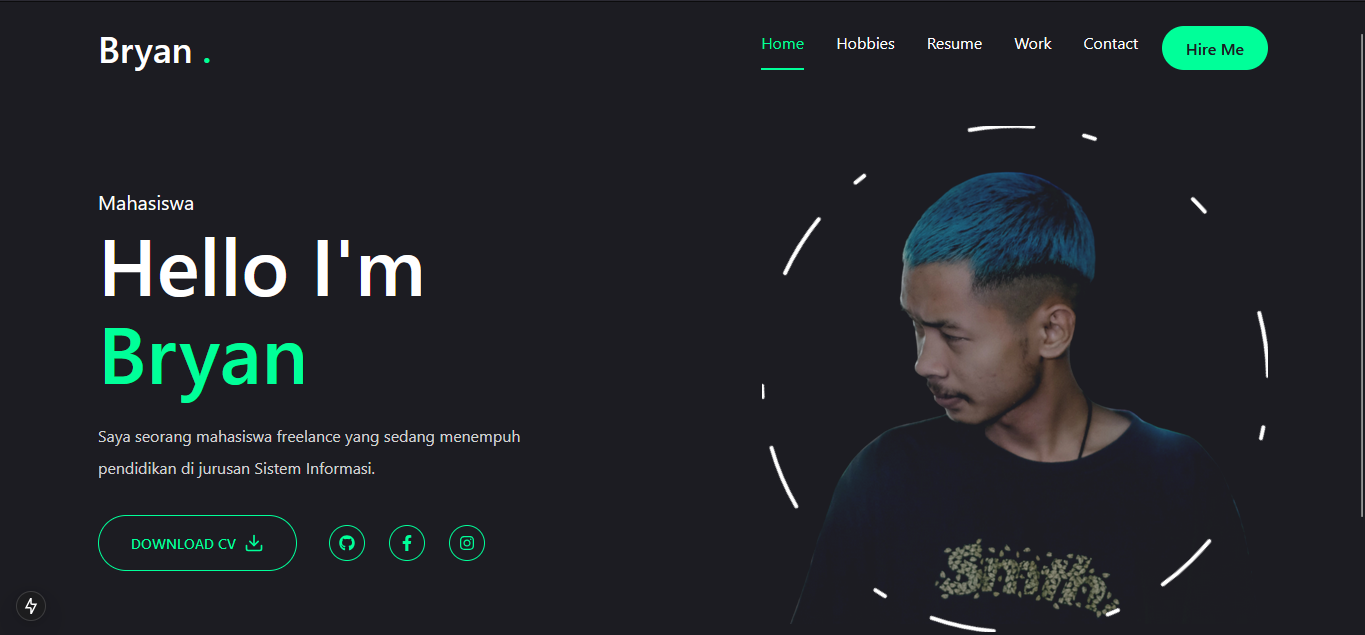 Bryan .
Home Hobbies Resume Work Contact Hire Me
Mahasiswa
Hello I'm
Bryan
Saya seorang mahasiswa freelance yang sedang menempuh
pendidikan di jurusan Sistem Informasi.
DOWNLOAD CV
Smith.